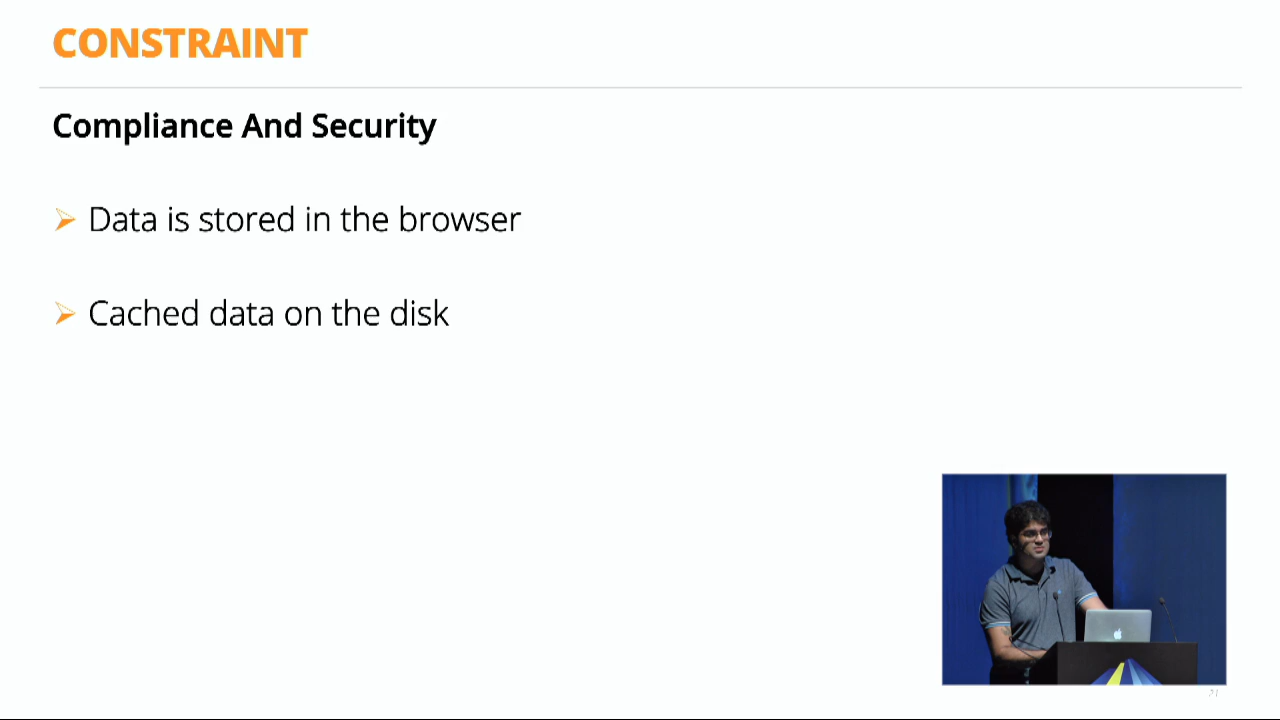 CONSTRAINT
Compliance And Security
Data is stored in the browser
Cached data on the disk